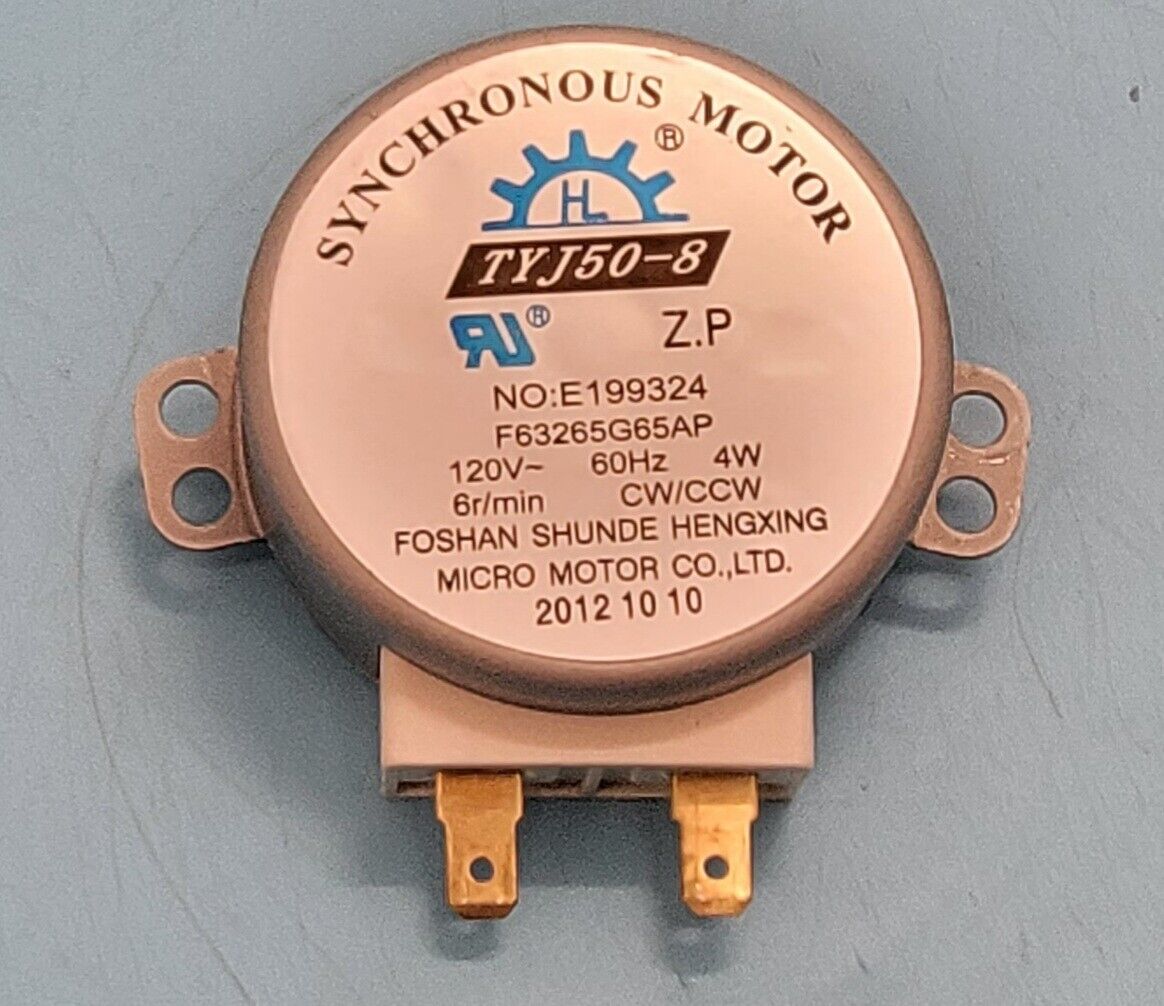 SYNCHRONOUS MOTOR
®
HL
TYJ50-8
RU® Z.P
NO:E199324
F63265G65AP
120V~ 60Hz 4W
6r/min CW/CCW
FOSHAN SHUNDE HENGXING
MICRO MOTOR CO.,LTD.
2012 10 10